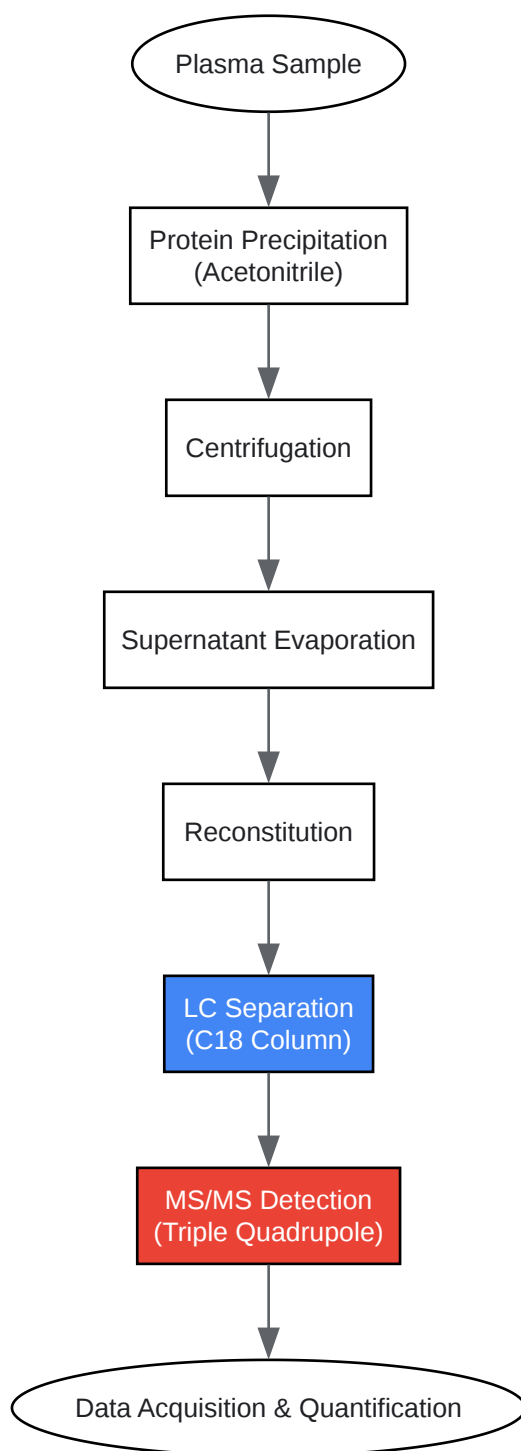 Plasma Sample
Protein Precipitation
(Acetonitrile)
Centrifugation
Supernatant Evaporation
Reconstitution
LC Separation
(C18 Column)
MS/MS Detection
(Triple Quadrupole)
Data Acquisition & Quantification